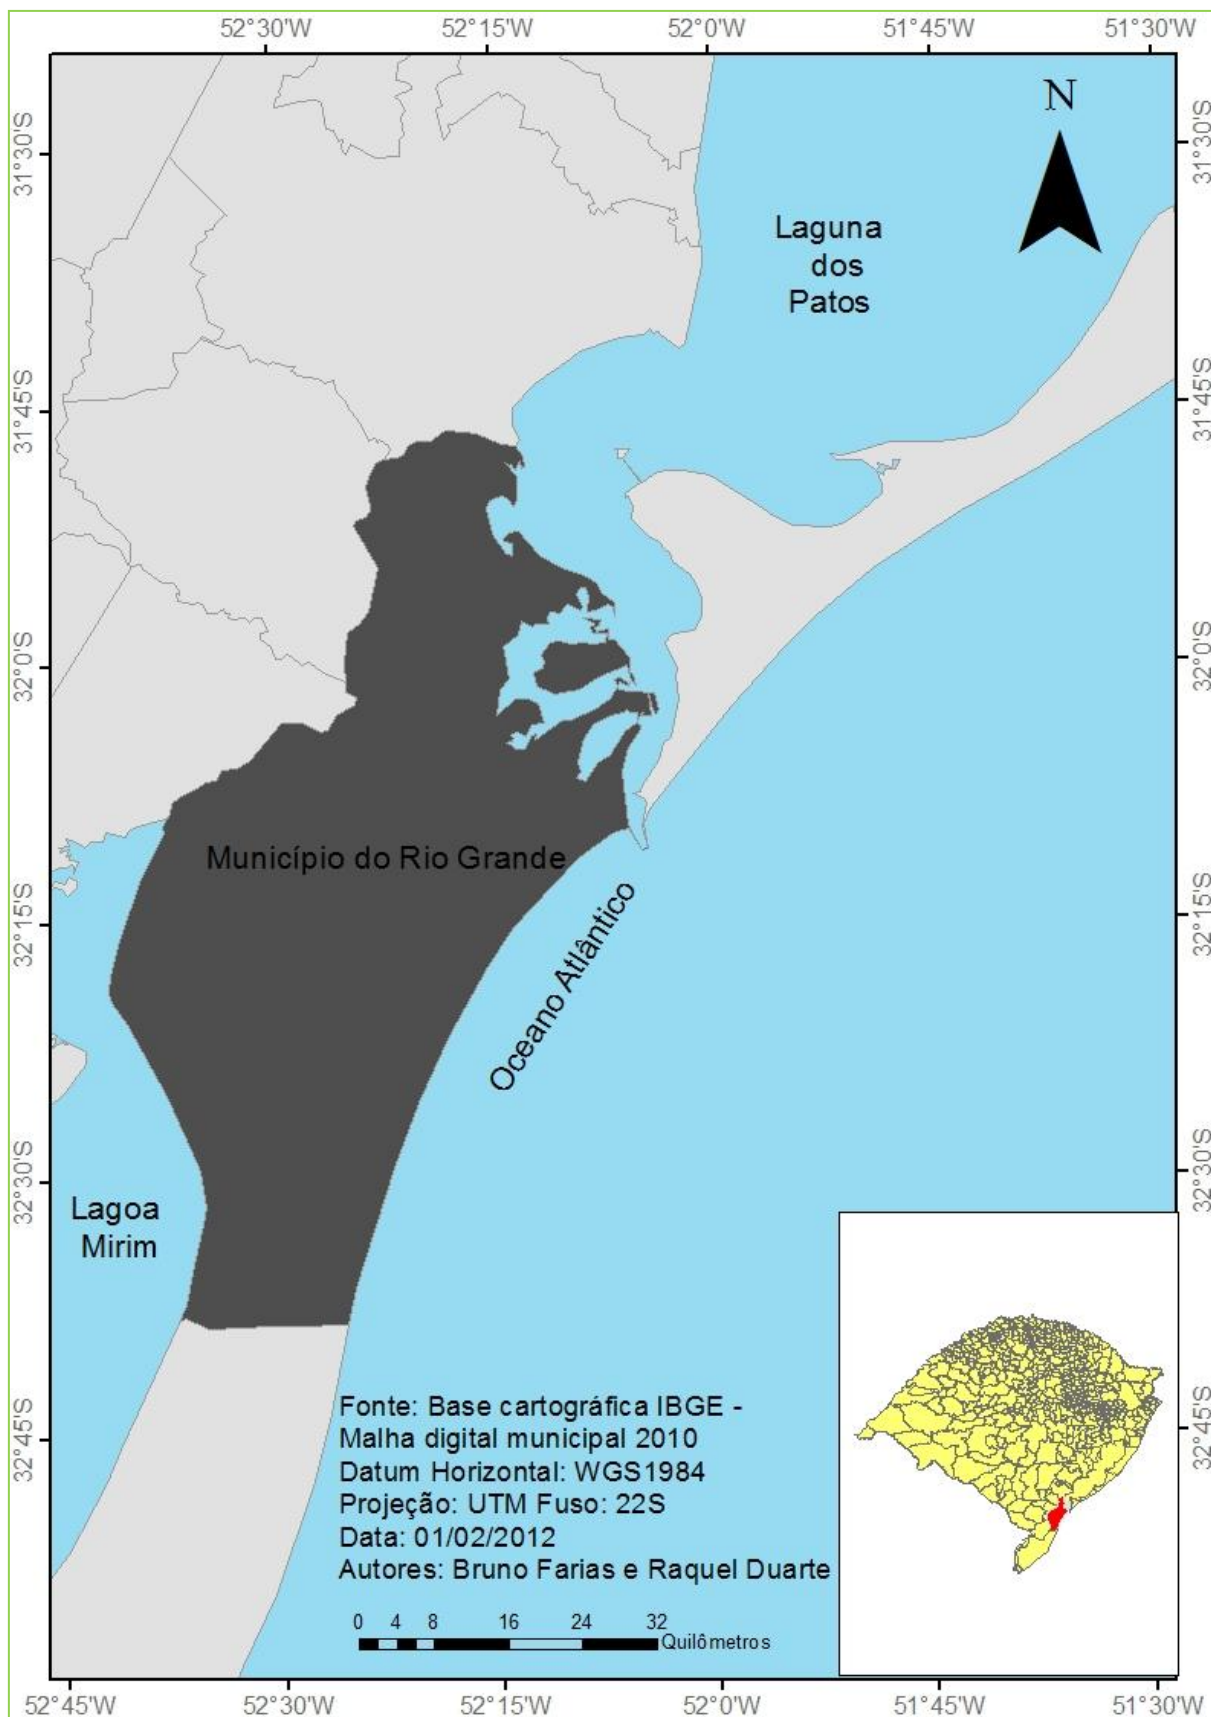 52°30'W 52°15'W 52°0'W 51°45'W 51°30'W
N
31°30'S 31°30'S
Laguna
dos
Patos
31°45'S 31°45'S
32°0'S 32°0'S
Município do Rio Grande
32°15'S 32°15'S
Oceano Atlântico
32°30'S 32°30'S
Lagoa
Mirim
32°45'S 32°45'S
Fonte: Base cartográfica IBGE -
Malha digital municipal 2010
Datum Horizontal: WGS1984
Projeção: UTM Fuso: 22S
Data: 01/02/2012
Autores: Bruno Farias e Raquel Duarte
0 4 8 16 24 32
Quilômetros
52°45'W 52°30'W 52°15'W 52°0'W 51°45'W 51°30'W